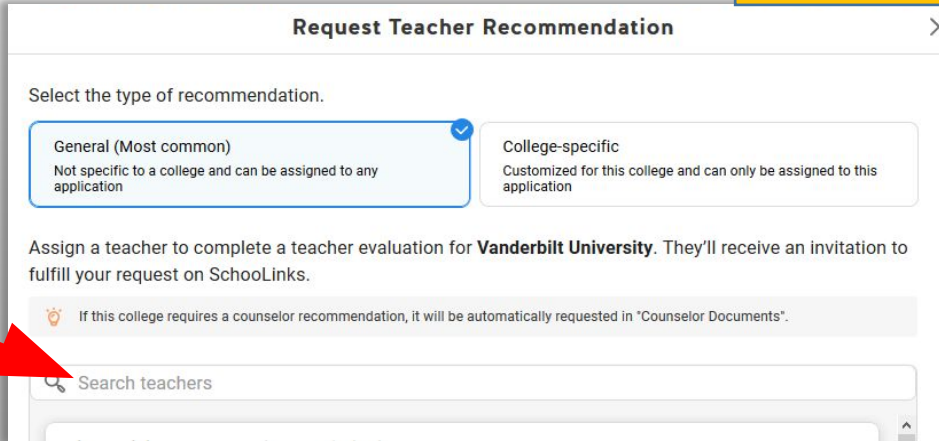 Request Teacher Recommendation
Select the type of recommendation.
General (Most common)
Not specific to a college and can be assigned to any
application
College-specific
Customized for this college and can only be assigned to this
application
Assign a teacher to complete a teacher evaluation for Vanderbilt University. They'll receive an invitation to
fulfill your request on SchooLinks.
If this college requires a counselor recommendation, it will be automatically requested in "Counselor Documents".
Search teachers